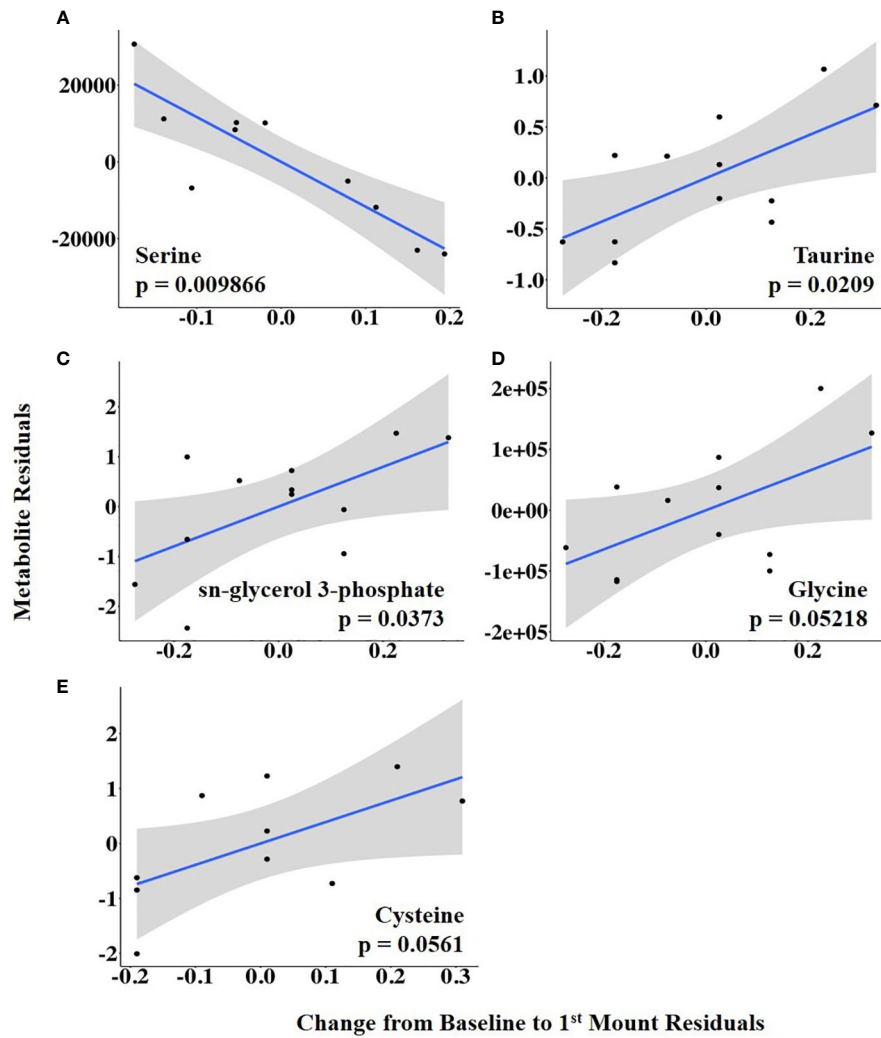 A
20000
0
-20000
Serine
p = 0.009866
-0.1 0.0 0.1 0.2
B
1.0
0.5
0.0
-0.5
-1.0
Taurine
p = 0.0209
-0.2 0.0 0.2
C
2
1
0
-1
-2
sn-glycerol 3-phosphate
p = 0.0373
-0.2 0.0 0.2
D
2e+05
1e+05
0e+00
-1e+05
-2e+05
Glycine
p = 0.05218
-0.2 0.0 0.2
Metabolite Residuals
E
2
1
0
-1
-2
Cysteine
p = 0.0561
-0.2 -0.1 0.0 0.1 0.2 0.3
Change from Baseline to 1st Mount Residuals